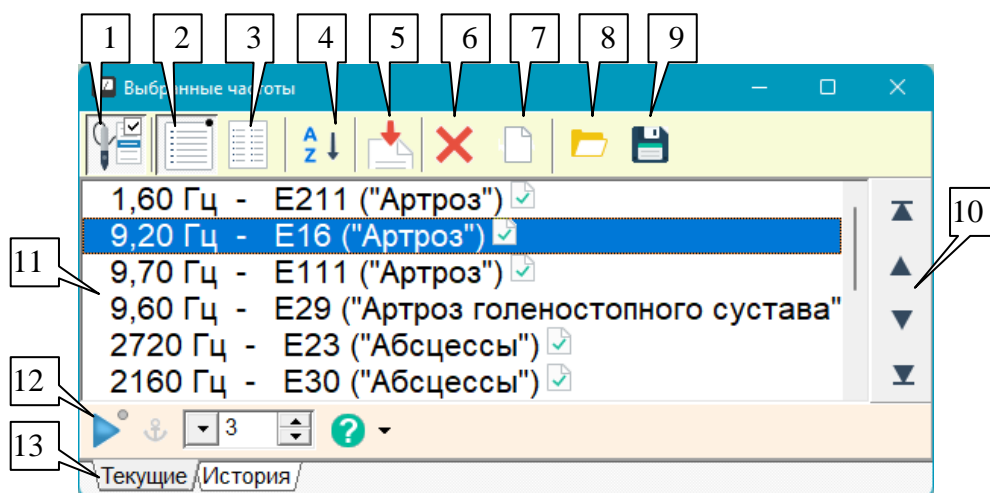 1 2 3 4 5 6 7 8 9
Выбранные частоты
A
Z
1,60 Гц - E211 ("Артроз")
10
9,20 Гц - E16 ("Артроз")
11
9,70 Гц - E111 ("Артроз")
9,60 Гц - E29 ("Артроз голеностопного сустава"
2720 Гц - E23 ("Абсцессы")
2160 Гц - E30 ("Абсцессы")
12
3 ?
13
Текущие История